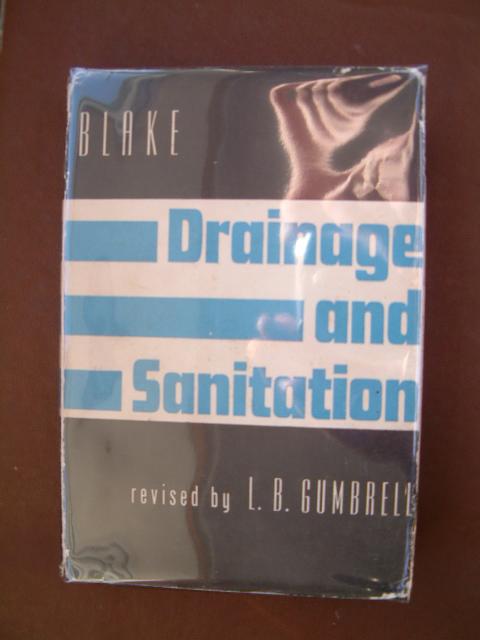 BLAKE
Drainage
and
Sanitation
revised by L. B. GUMBRELL